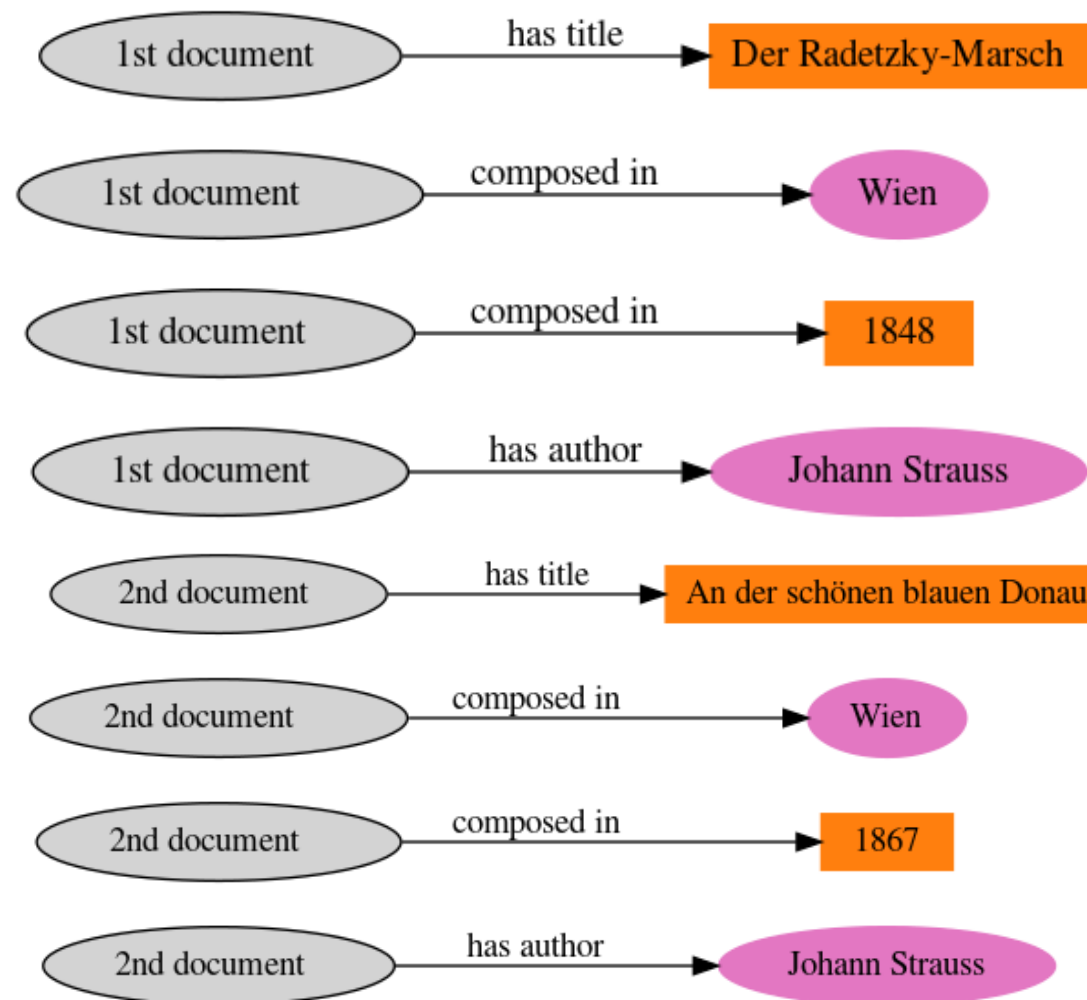 1st document has title Der Radetzky-Marsch
1st document composed in Wien
1st document composed in 1848
1st document has author Johann Strauss
2nd document has title An der schönen blauen Donau
2nd document composed in Wien
2nd document composed in 1867
2nd document has author Johann Strauss